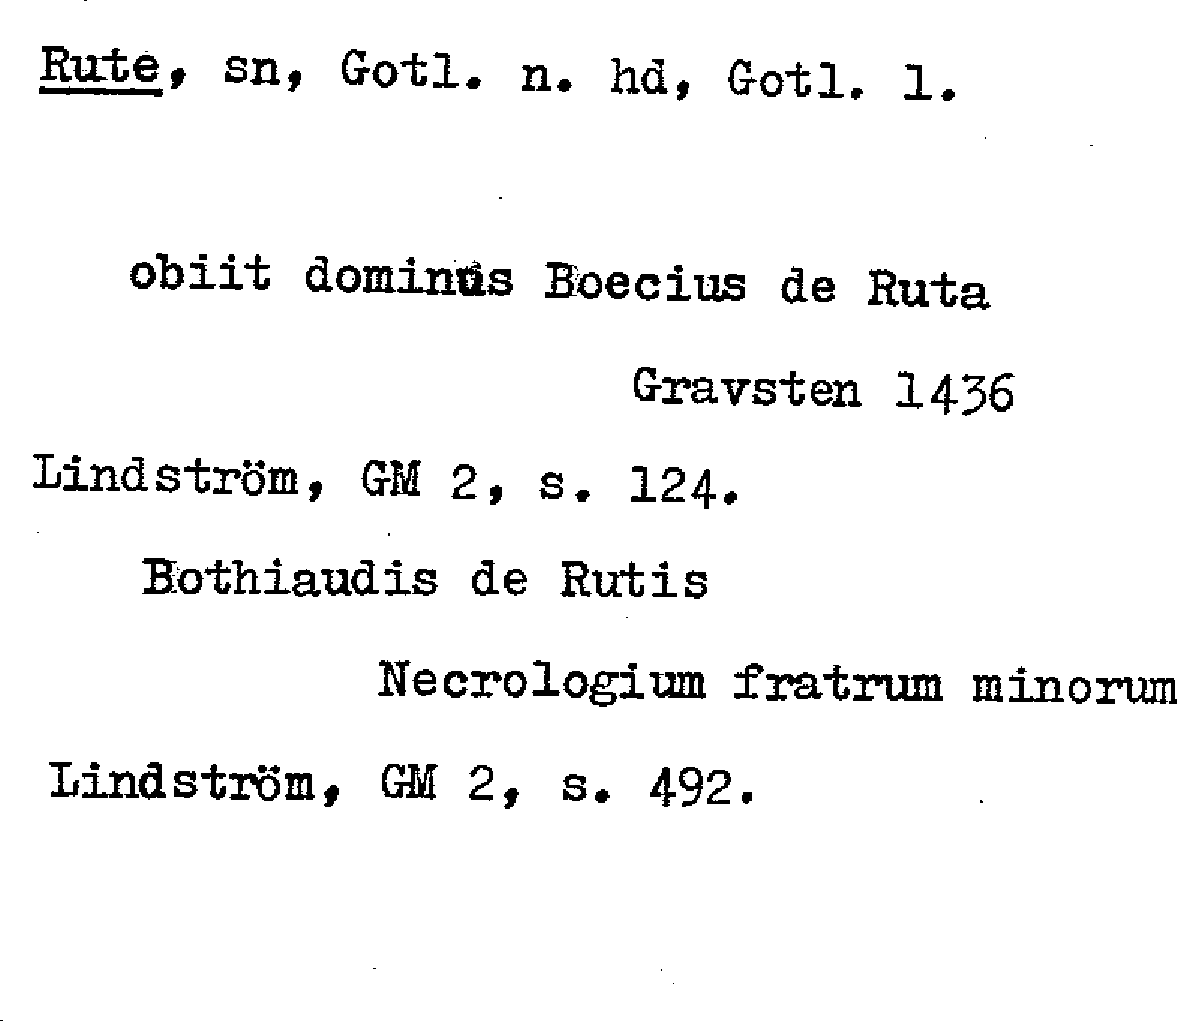 Rute, sn, Gotl. n. hd, Gotl. l.
obiit dominus Boecius de Ruta
Gravsten 1436
Lindström, GM 2, s. 124.
Bothiaudis de Rutis
Necrologium fratrum minorum
Lindström, GM 2, s. 492.